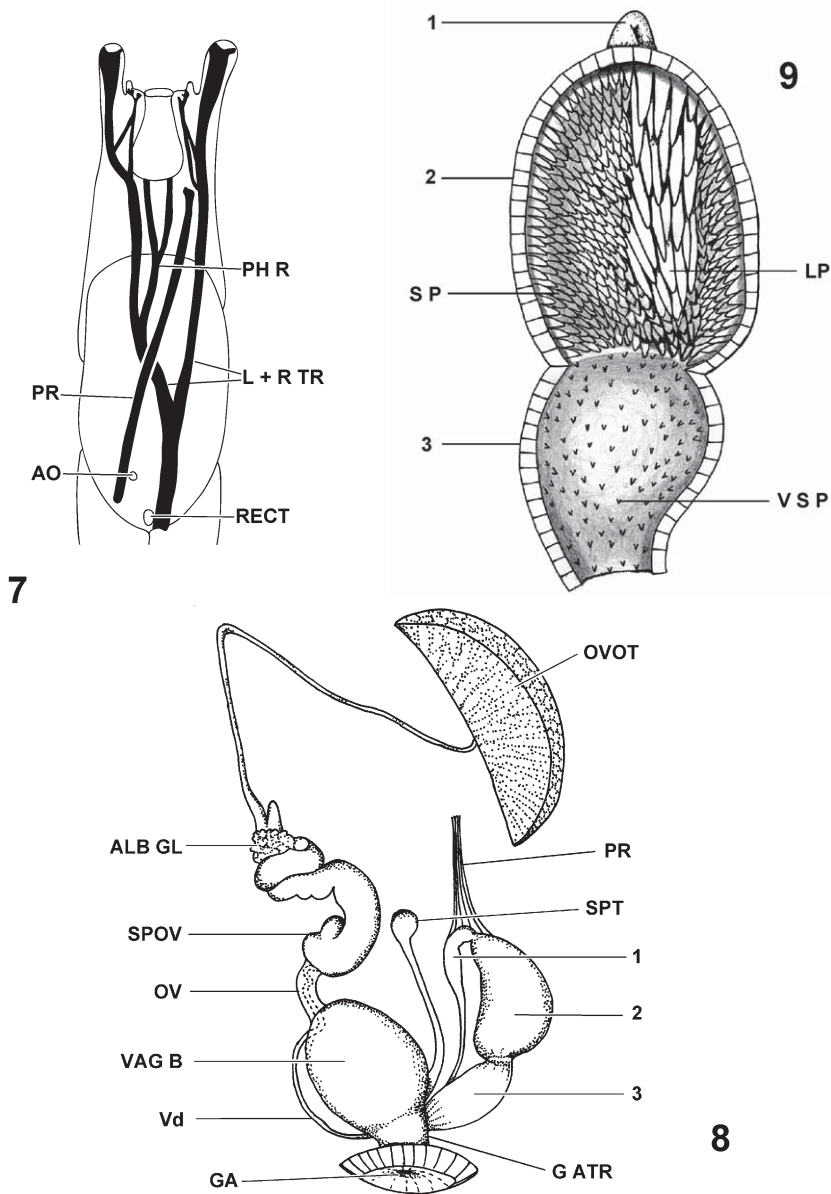 PH R
L + R TR
PR
AO
RECT
7
1
9
2
S P
LP
3
V S P
OVOT
ALB GL
PR
SPT
SPOV
1
OV
2
VAG B
3
Vd
8
G ATR
GA